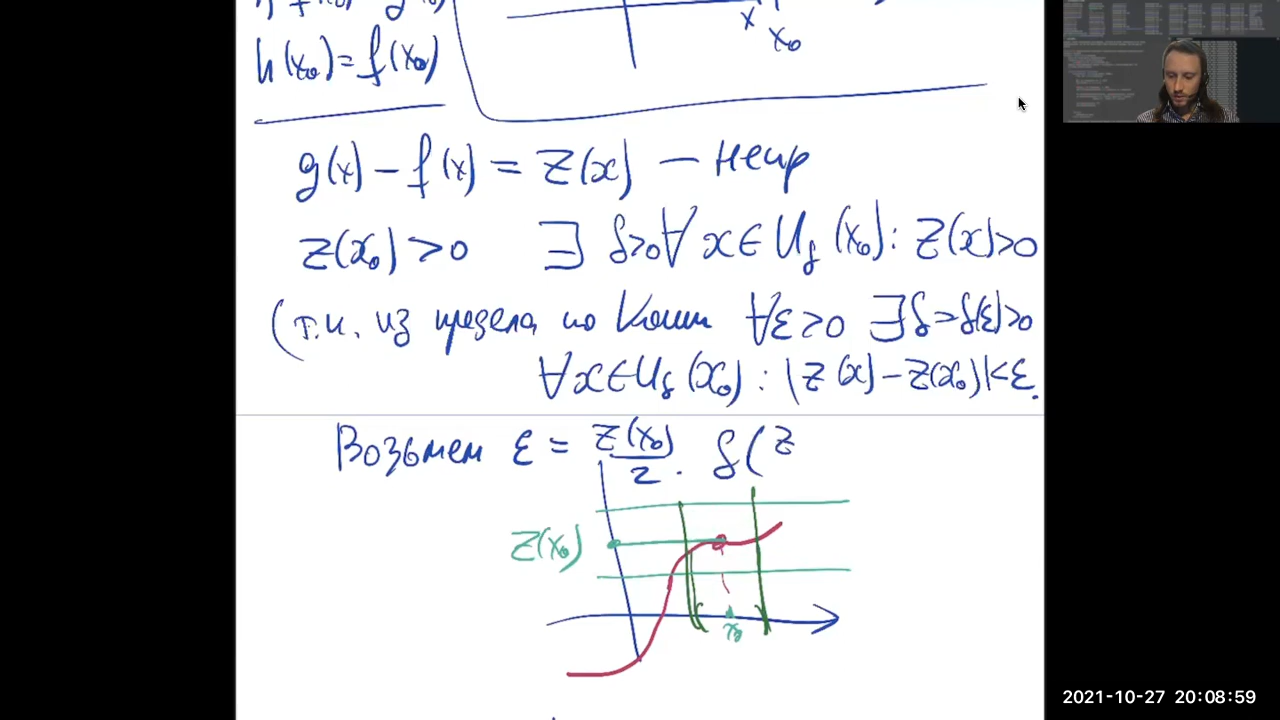 x
x₀
h(x₀)=f(x₀)
g(x) − f(x) = z(x) — непр
z(x₀) > 0 ∃ δ>0 ∀ x ∈ U_δ (x₀): z(x)>0
(т.к. из предела по Коши ∀ε>0 ∃δ=δ(ε)>0
∀x∈U_δ (x₀) : |z(x) − z(x₀)|<ε.
Возьмем ε = z(x₀)/2. δ(z
z(x₀)
x₀
2021-10-27 20:08:59